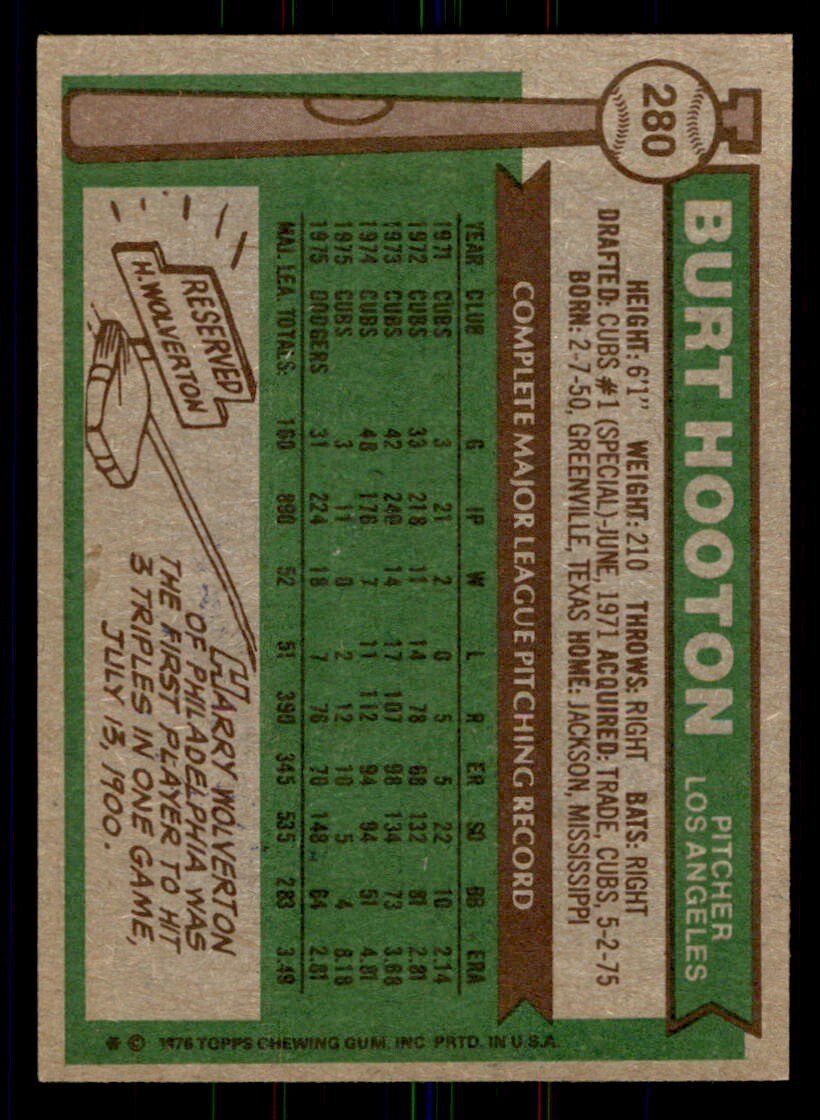 280
BURT HOOTON PITCHER
LOS ANGELES
HEIGHT: 6'1" WEIGHT: 210 THROWS: RIGHT BATS: RIGHT
DRAFTED: CUBS #1 (SPECIAL)-JUNE, 1971 ACQUIRED: TRADE, CUBS, 5-2-75
BORN: 2-7-50, GREENVILLE, TEXAS HOME: JACKSON, MISSISSIPPI
COMPLETE MAJOR LEAGUE PITCHING RECORD
YEAR CLUB G IP W L R ER SO BB ERA
1971 CUBS 3 21 2 0 5 5 22 10 2.14
1972 CUBS 33 218 11 14 78 68 132 81 2.81
1973 CUBS 42 240 14 17 107 98 134 73 3.68
1974 CUBS 48 176 7 11 112 94 94 51 4.81
1975 CUBS 3 11 0 2 12 10 5 4 8.18
1975 DODGERS 31 224 18 7 76 70 148 64 2.81
MAJ. LEA. TOTALS: 160 890 52 51 390 345 535 283 3.49
RESERVED
H. WOLVERTON
HARRY WOLVERTON
OF PHILADELPHIA WAS
THE FIRST PLAYER TO HIT
3 TRIPLES IN ONE GAME,
JULY 13, 1900.
* © 1976 TOPPS CHEWING GUM, INC PRTD. IN U.S.A.